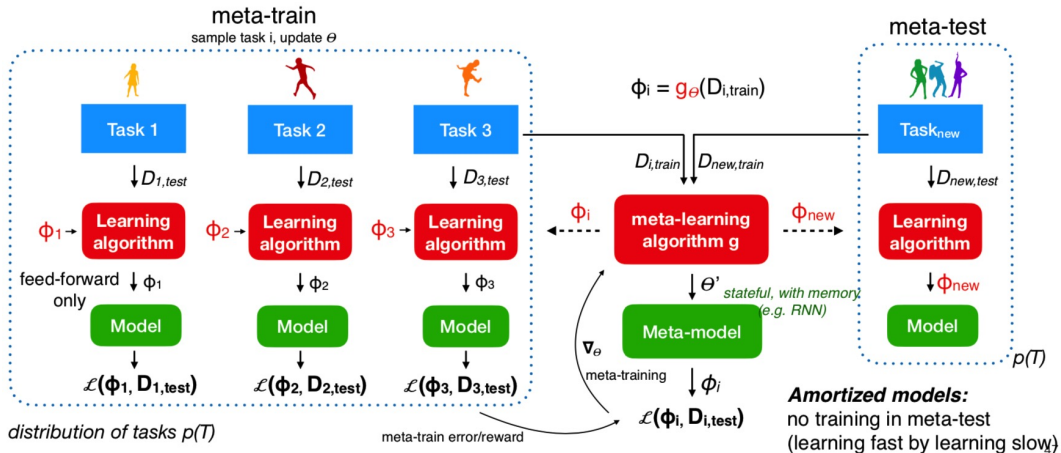 meta-train
sample task i, update Θ
meta-test
Task 1
Task 2
Task 3
ϕi = gΘ(Di,train)
Tasknew
D1,test
D2,test
D3,test
Di,train
Dnew,train
Dnew,test
ϕ1
Learning
algorithm
ϕ2
Learning
algorithm
ϕ3
Learning
algorithm
ϕi
meta-learning
algorithm g
ϕnew
Learning
algorithm
feed-forward
only
ϕ1
ϕ2
ϕ3
Θ'
stateful, with memory
(e.g. RNN)
ϕnew
Model
Model
Model
Meta-model
Model
∇Θ
meta-training
ϕi
p(T)
ℒ(ϕ1, D1,test)
ℒ(ϕ2, D2,test)
ℒ(ϕ3, D3,test)
ℒ(ϕi, Di,test)
distribution of tasks p(T)
meta-train error/reward
Amortized models:
no training in meta-test
(learning fast by learning slow)